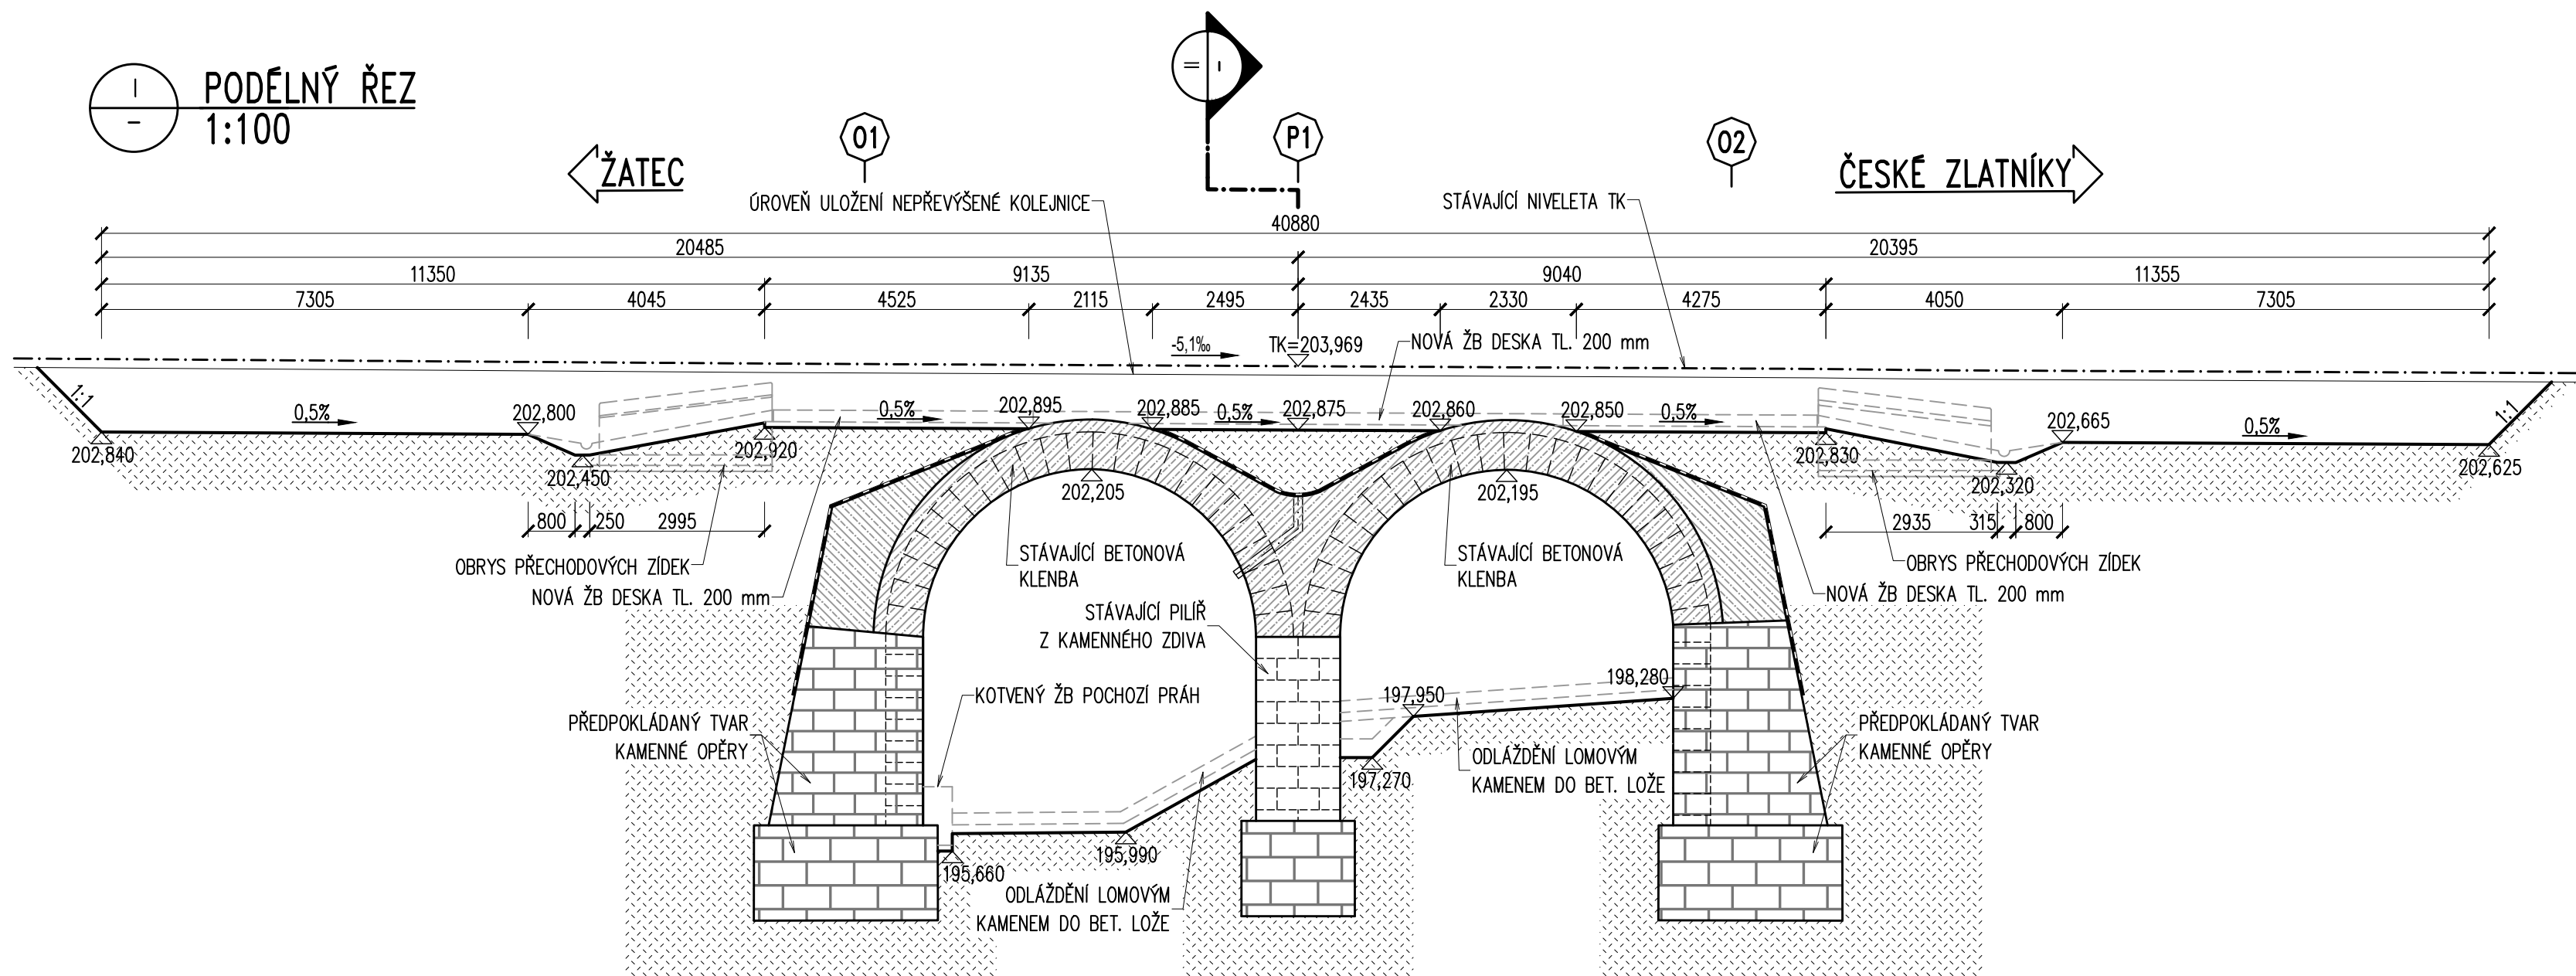 PODÉLNÝ ŘEZ
1:100
I
–
II
I
O1
P1
O2
ŽATEC
ČESKÉ ZLATNÍKY
ÚROVEŇ ULOŽENÍ NEPŘEVÝŠENÉ KOLEJNICE
STÁVAJÍCÍ NIVELETA TK
40880
20485
20395
11350
9135
9040
11355
7305
4045
4525
2115
2495
2435
2330
4275
4050
7305
-5,1‰
TK=203,969
NOVÁ ŽB DESKA TL. 200 mm
1:1
0,5%
202,800
0,5%
202,895
202,885
0,5%
202,875
202,860
202,850
0,5%
202,665
0,5%
1:1
202,840
202,450
202,920
202,205
202,195
202,830
202,320
202,625
800
250
2995
2935
315
800
OBRYS PŘECHODOVÝCH ZÍDEK
NOVÁ ŽB DESKA TL. 200 mm
STÁVAJÍCÍ BETONOVÁ
KLENBA
STÁVAJÍCÍ BETONOVÁ
KLENBA
OBRYS PŘECHODOVÝCH ZÍDEK
NOVÁ ŽB DESKA TL. 200 mm
STÁVAJÍCÍ PILÍŘ
Z KAMENNÉHO ZDIVA
KOTVENÝ ŽB POCHOZÍ PRÁH
197,950
198,280
PŘEDPOKLÁDANÝ TVAR
KAMENNÉ OPĚRY
PŘEDPOKLÁDANÝ TVAR
KAMENNÉ OPĚRY
197,270
ODLÁŽDĚNÍ LOMOVÝM
KAMENEM DO BET. LOŽE
195,660
195,990
ODLÁŽDĚNÍ LOMOVÝM
KAMENEM DO BET. LOŽE